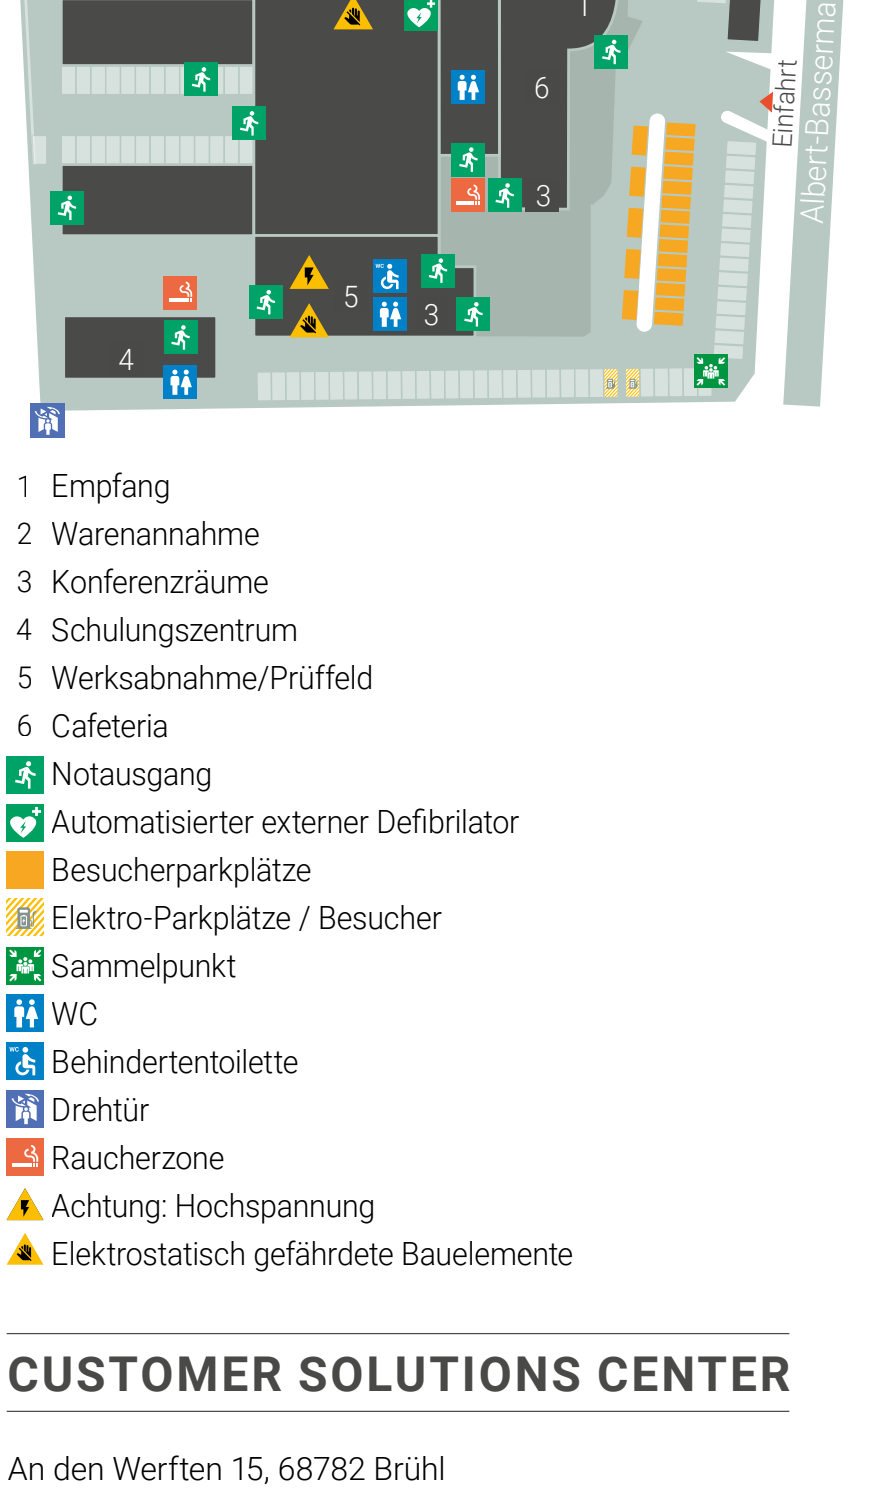 1
6
3
Einfahrt
Albert-Basserma
WC
5
3
4
1 Empfang
2 Warenannahme
3 Konferenzräume
4 Schulungszentrum
5 Werksabnahme/Prüffeld
6 Cafeteria
Notausgang
Automatisierter externer Defibrilator
Besucherparkplätze
Elektro-Parkplätze / Besucher
Sammelpunkt
WC
WC Behindertentoilette
Drehtür
Raucherzone
Achtung: Hochspannung
Elektrostatisch gefährdete Bauelemente
CUSTOMER SOLUTIONS CENTER
An den Werften 15, 68782 Brühl